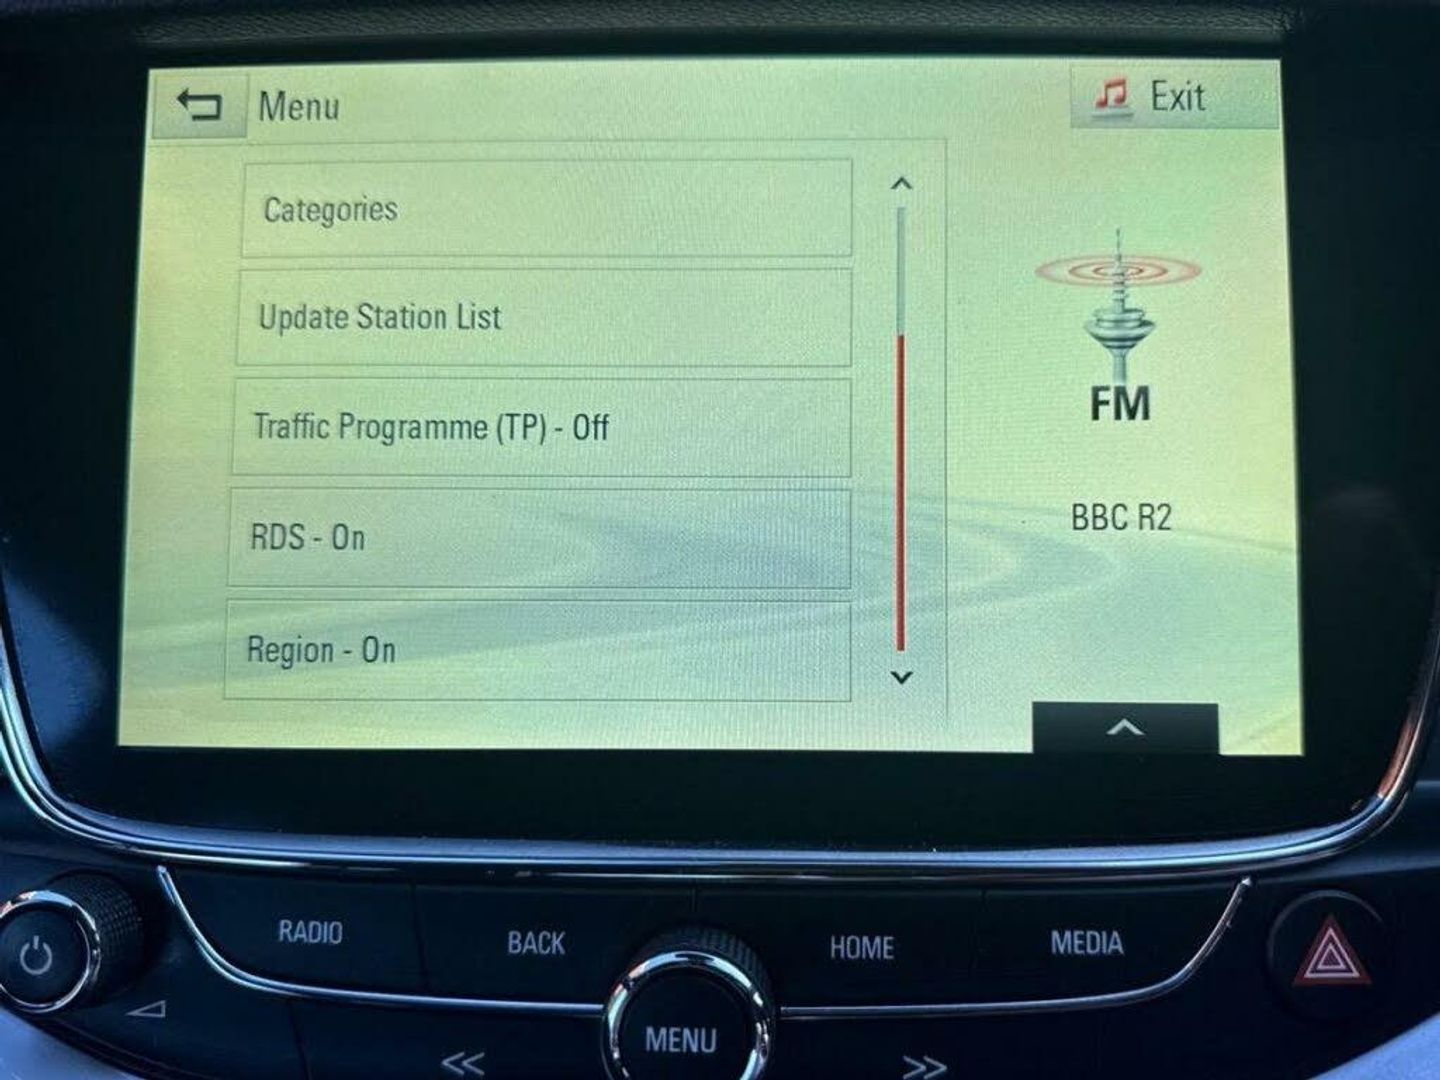 Menu
Exit
Categories
Update Station List
Traffic Programme (TP) - Off
FM
RDS - On
BBC R2
Region - On
RADIO
BACK
HOME
MEDIA
MENU